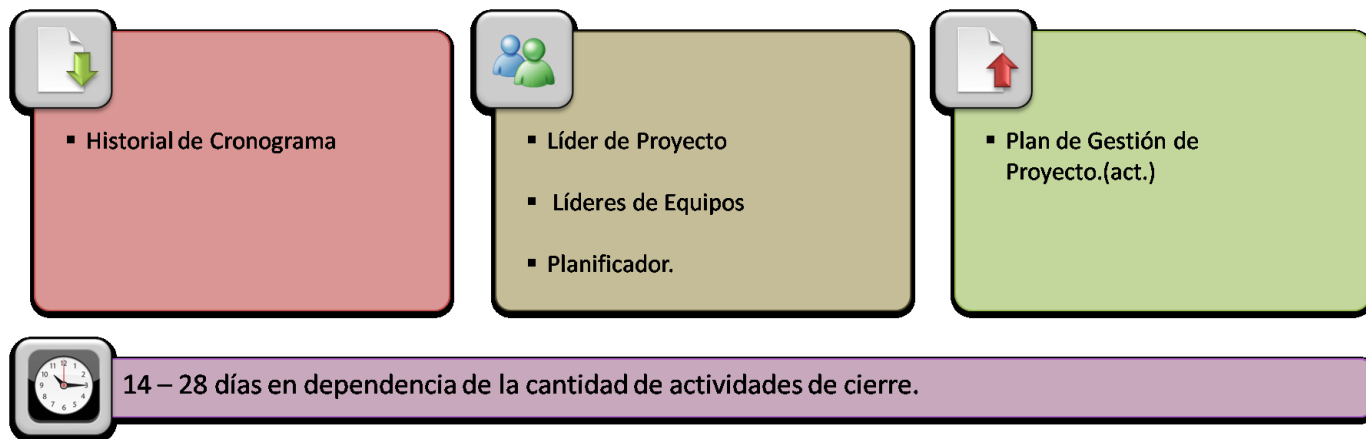 ▪ Historial de Cronograma
▪ Líder de Proyecto
▪ Líderes de Equipos
▪ Planificador.
▪ Plan de Gestión de
Proyecto.(act.)
14 – 28 días en dependencia de la cantidad de actividades de cierre.